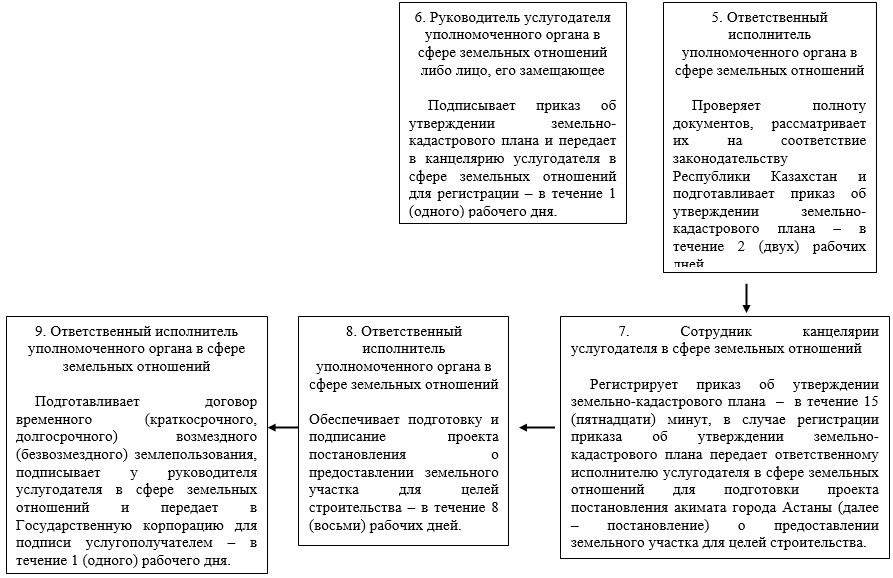 6. Руководитель услугодателя
уполномоченного органа в
сфере земельных отношений
либо лицо, его замещающее
Подписывает приказ об
утверждении земельно-
кадастрового плана и передает
в канцелярию услугодателя в
сфере земельных отношений
для регистрации – в течение 1
(одного) рабочего дня.
5. Ответственный
исполнитель
уполномоченного органа в
сфере земельных отношений
Проверяет полноту
документов, рассматривает
их на соответствие
законодательству
Республики Казахстан и
подготавливает приказ об
утверждении земельно-
кадастрового плана – в
течение 2 (двух) рабочих
дней
9. Ответственный исполнитель
уполномоченного органа в сфере
земельных отношений
Подготавливает договор
временного (краткосрочного,
долгосрочного) возмездного
(безвозмездного) землепользования,
подписывает у руководителя
услугодателя в сфере земельных
отношений и передает в
Государственную корпорацию для
подписи услугополучателем – в
течение 1 (одного) рабочего дня.
8. Ответственный
исполнитель
уполномоченного органа в
сфере земельных отношений
Обеспечивает подготовку и
подписание проекта
постановления о
предоставлении земельного
участка для целей
строительства – в течение 8
(восьми) рабочих дней.
7. Сотрудник канцелярии
услугодателя в сфере земельных отношений
Регистрирует приказ об утверждении
земельно-кадастрового плана – в течение 15
(пятнадцати) минут, в случае регистрации
приказа об утверждении земельно-
кадастрового плана передает ответственному
исполнителю услугодателя в сфере земельных
отношений для подготовки проекта
постановления акимата города Астаны (далее
– постановление) о предоставлении
земельного участка для целей строительства.